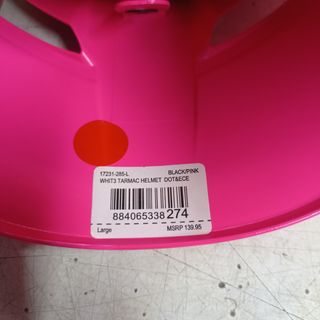 17231-285-L BLACK/PINK
WHIT3 TARMAC HELMET DOT&ECE
884065338274
Large MSRP 139.95